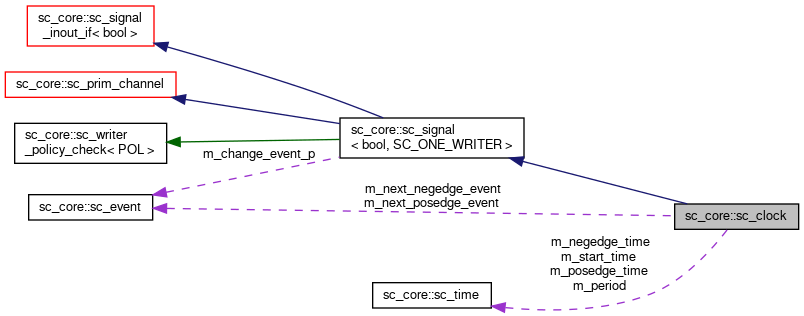 sc_core::sc_signal
_inout_if< bool >
sc_core::sc_prim_channel
sc_core::sc_signal
< bool, SC_ONE_WRITER >
sc_core::sc_writer
_policy_check< POL >
m_change_event_p
sc_core::sc_event
m_next_negedge_event
m_next_posedge_event
sc_core::sc_clock
m_negedge_time
m_start_time
m_posedge_time
m_period
sc_core::sc_time